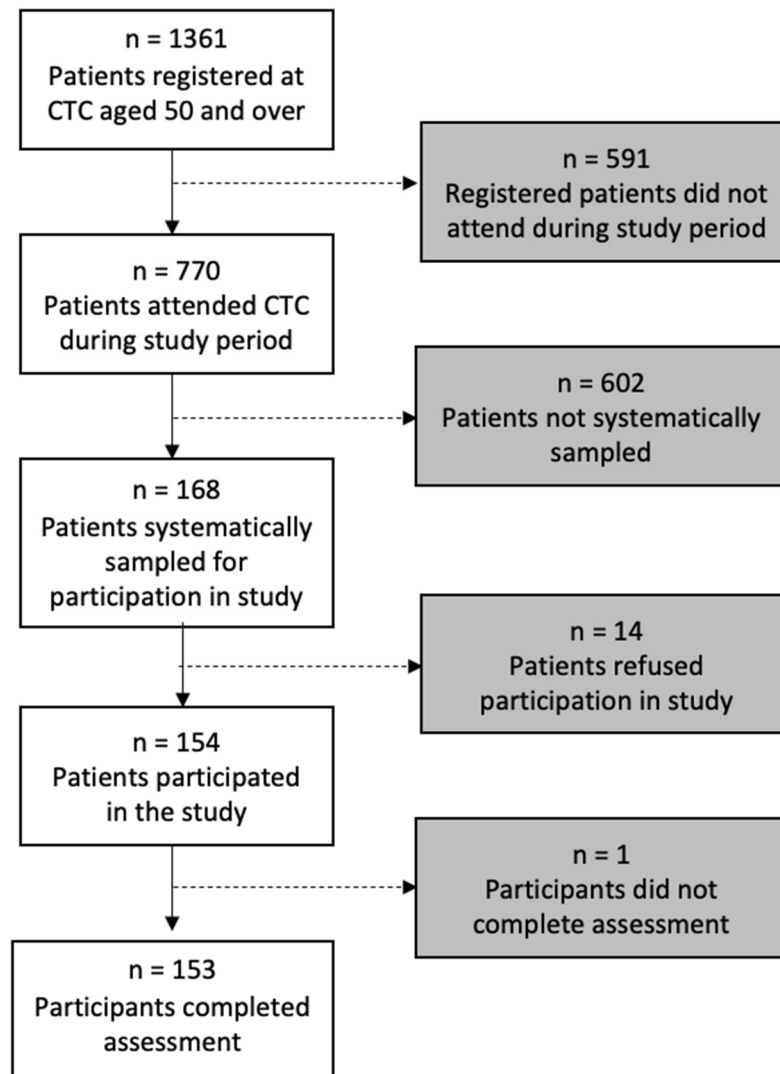 n = 1361
Patients registered at
CTC aged 50 and over
n = 591
Registered patients did not
attend during study period
n = 770
Patients attended CTC
during study period
n = 602
Patients not systematically
sampled
n = 168
Patients systematically
sampled for
participation in study
n = 14
Patients refused
participation in study
n = 154
Patients participated
in the study
n = 1
Participants did not
complete assessment
n = 153
Participants completed
assessment